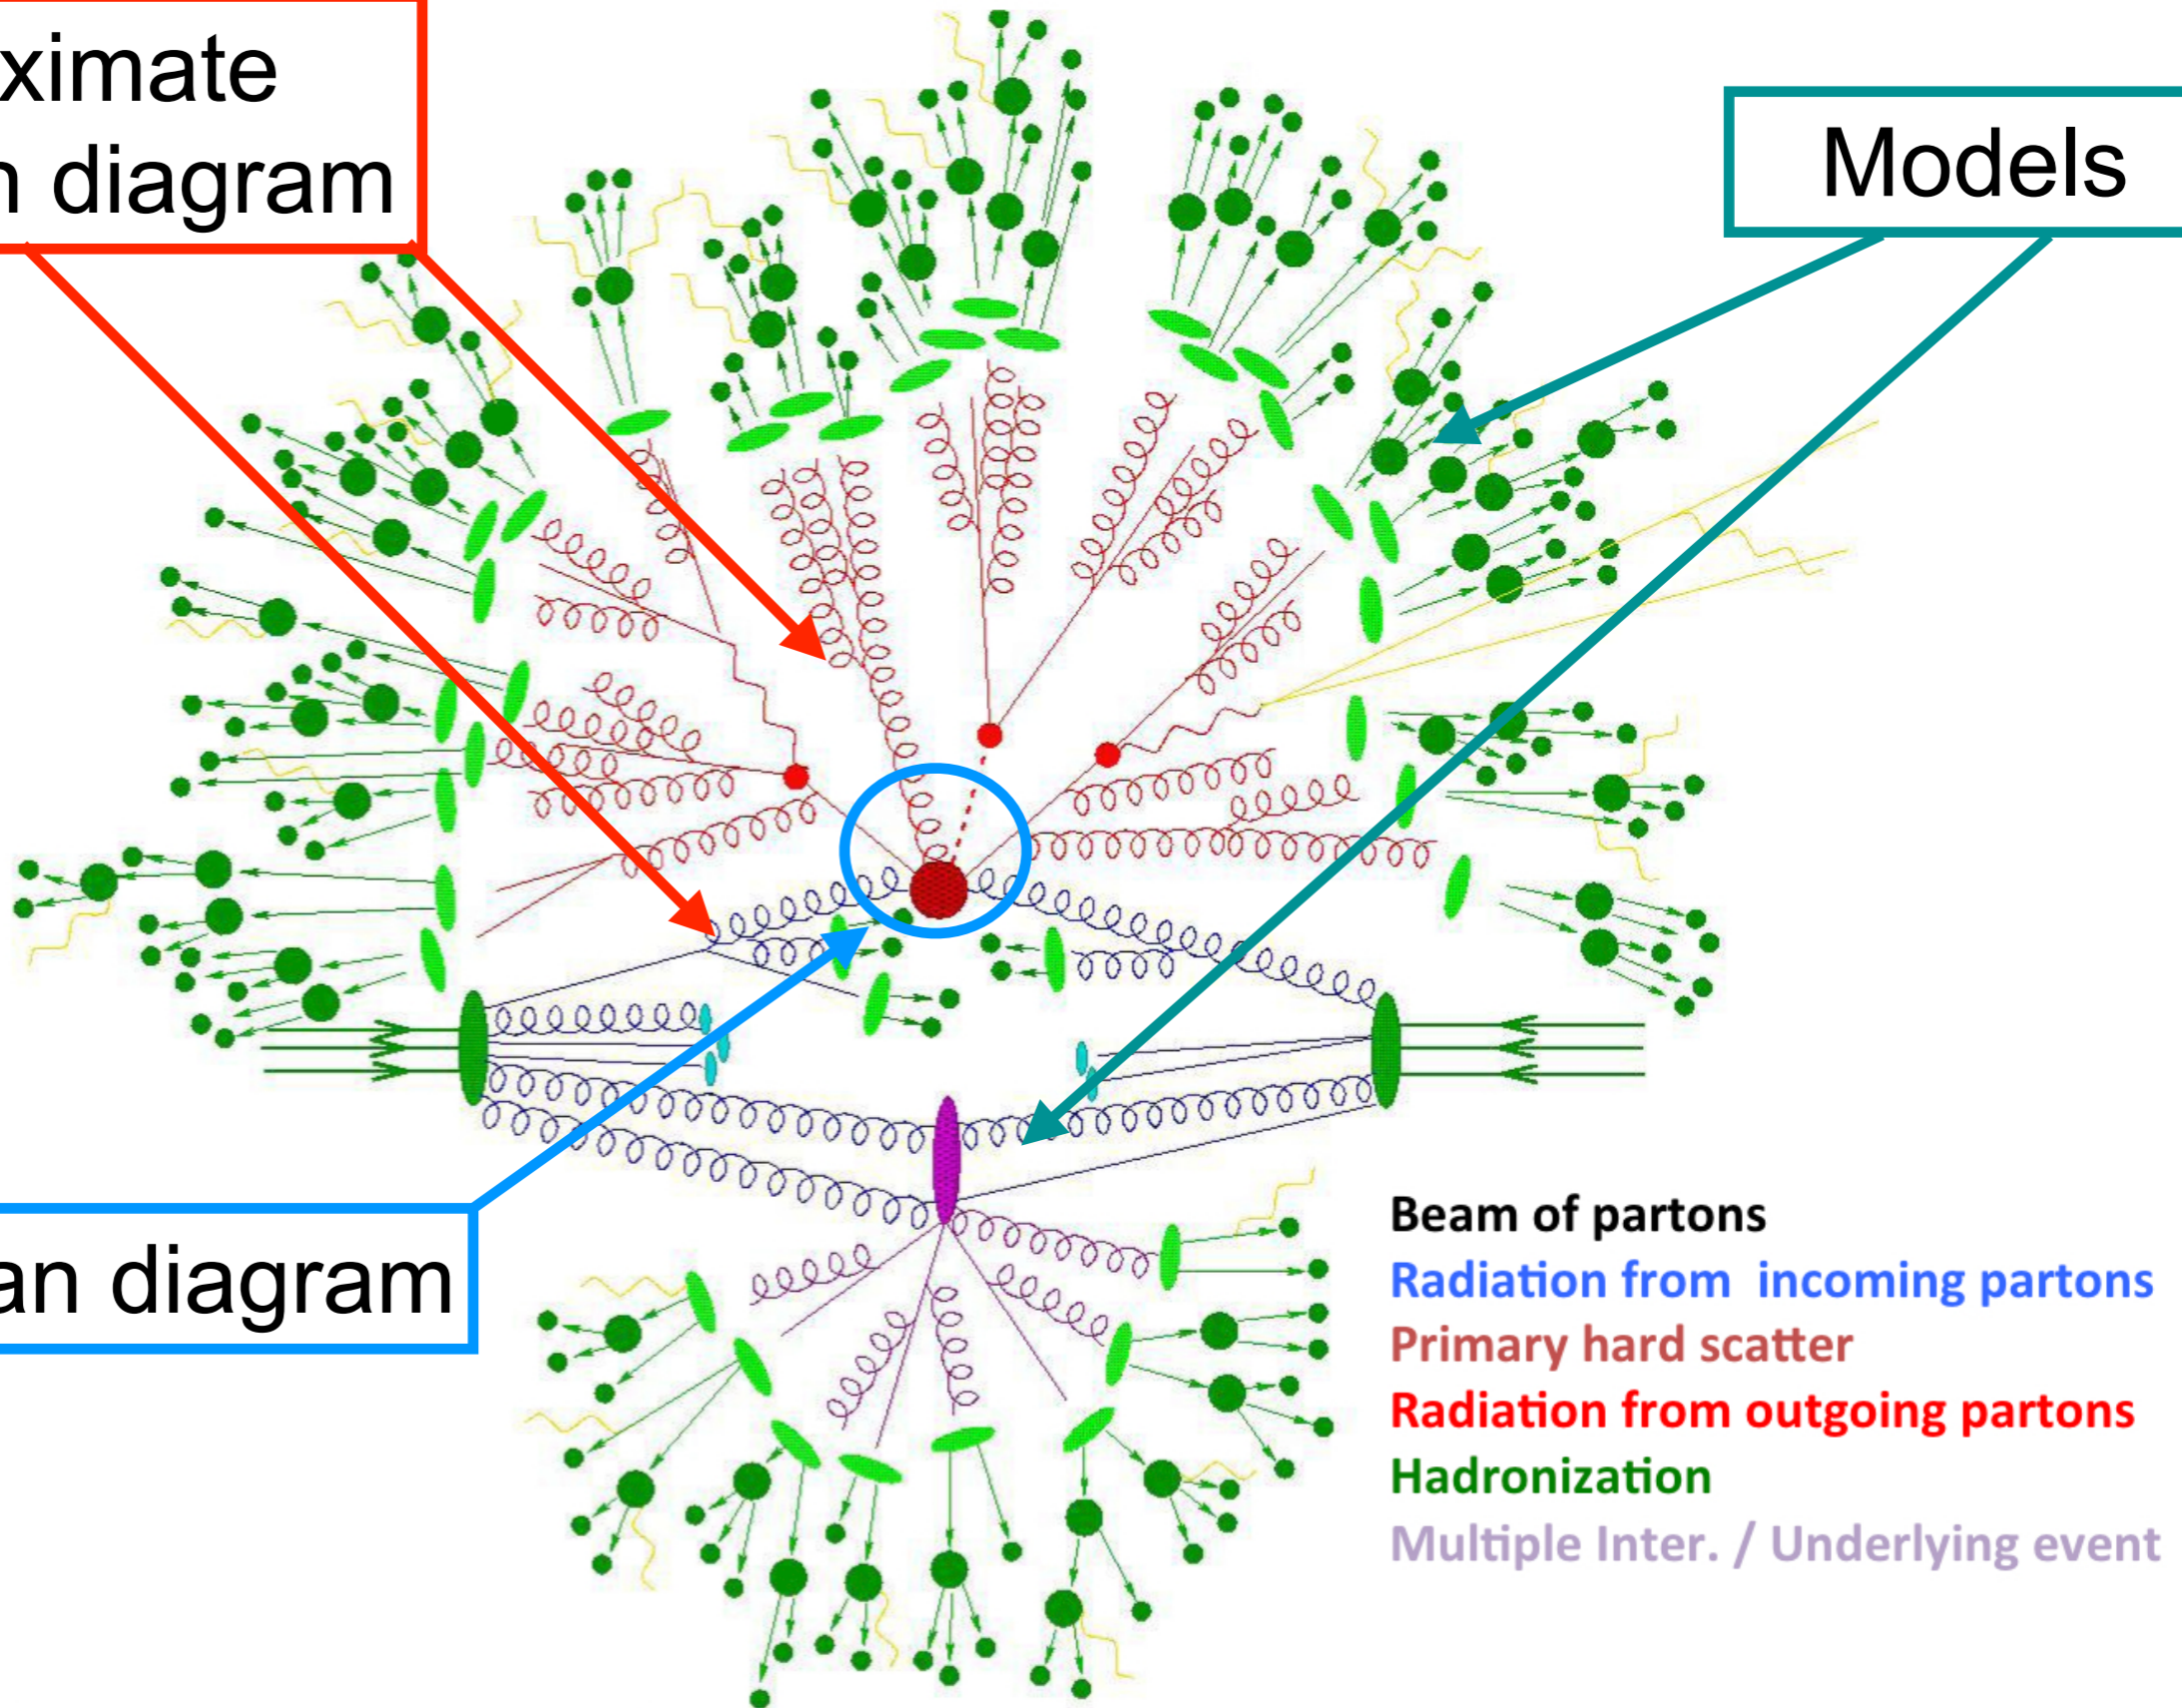 ximate
n diagram
Models
an diagram
Beam of partons
Radiation from incoming partons
Primary hard scatter
Radiation from outgoing partons
Hadronization
Multiple Inter. / Underlying event